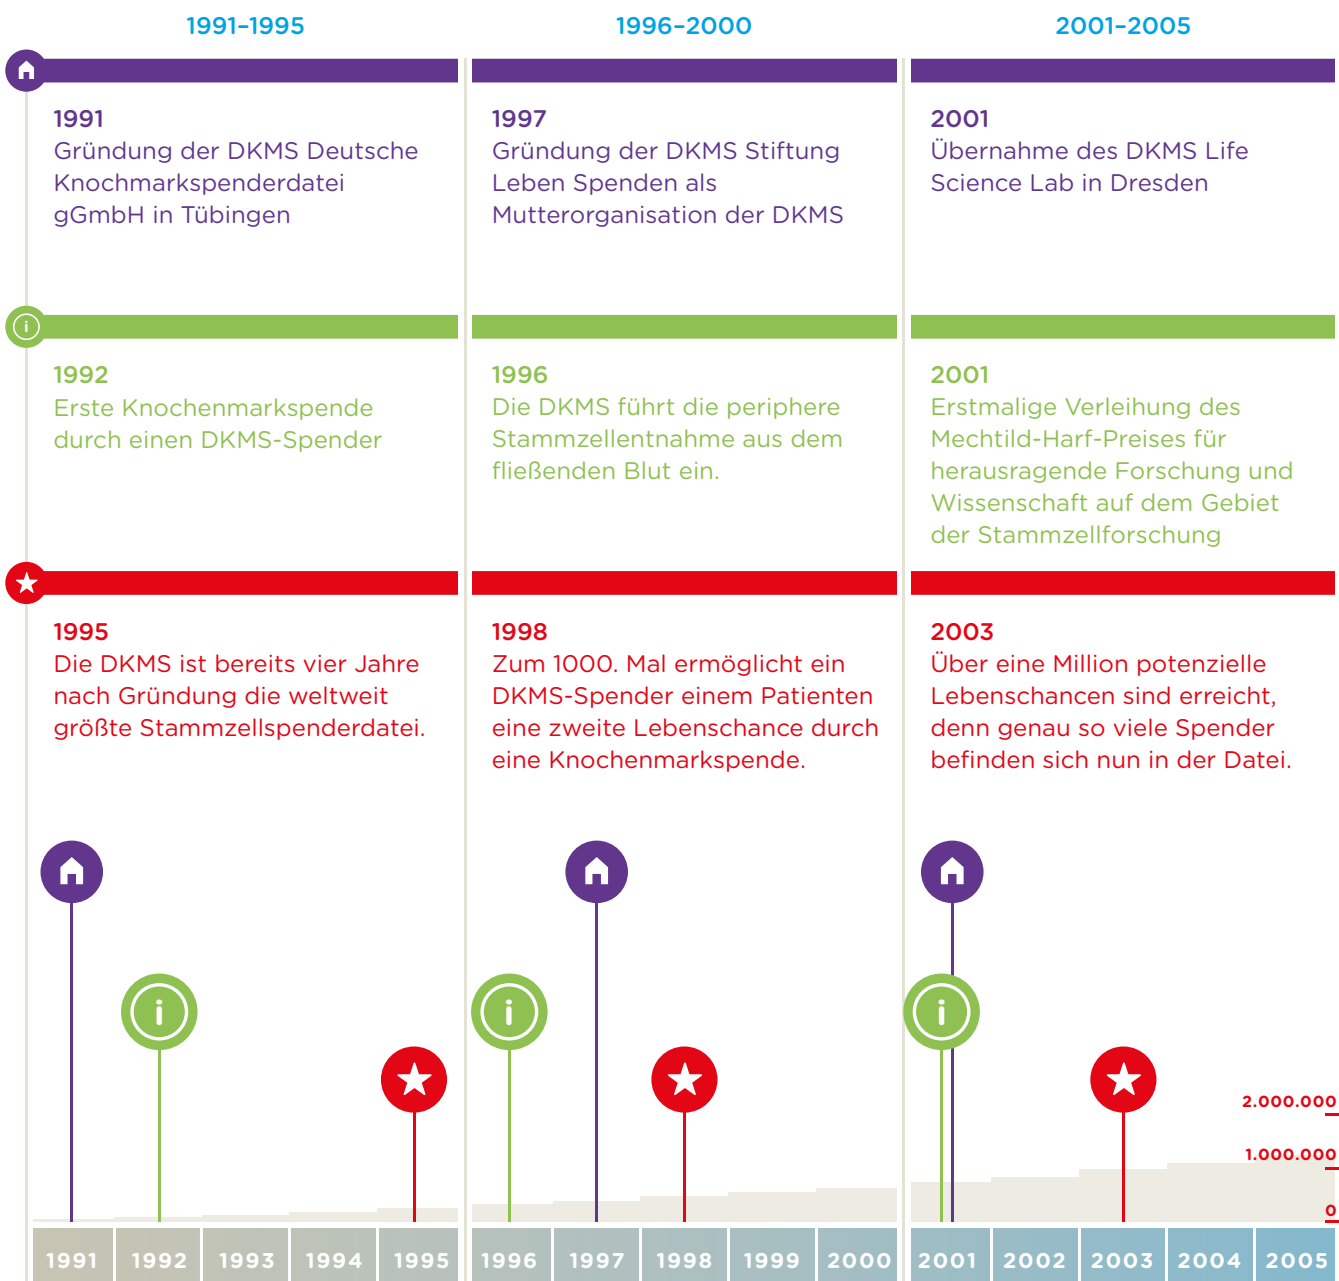 1991–1995
1996–2000
2001–2005
1991
Gründung der DKMS Deutsche
Knochmarkspenderdatei
gGmbH in Tübingen
1997
Gründung der DKMS Stiftung
Leben Spenden als
Mutterorganisation der DKMS
2001
Übernahme des DKMS Life
Science Lab in Dresden
i
1992
Erste Knochenmarkspende
durch einen DKMS-Spender
1996
Die DKMS führt die periphere
Stammzellentnahme aus dem
fließenden Blut ein.
2001
Erstmalige Verleihung des
Mechtild-Harf-Preises für
herausragende Forschung und
Wissenschaft auf dem Gebiet
der Stammzellforschung
1995
Die DKMS ist bereits vier Jahre
nach Gründung die weltweit
größte Stammzellspenderdatei.
1998
Zum 1000. Mal ermöglicht ein
DKMS-Spender einem Patienten
eine zweite Lebenschance durch
eine Knochenmarkspende.
2003
Über eine Million potenzielle
Lebenschancen sind erreicht,
denn genau so viele Spender
befinden sich nun in der Datei.
i
i
i
2.000.000
1.000.000
0
1991 1992 1993 1994 1995 1996 1997 1998 1999 2000 2001 2002 2003 2004 2005